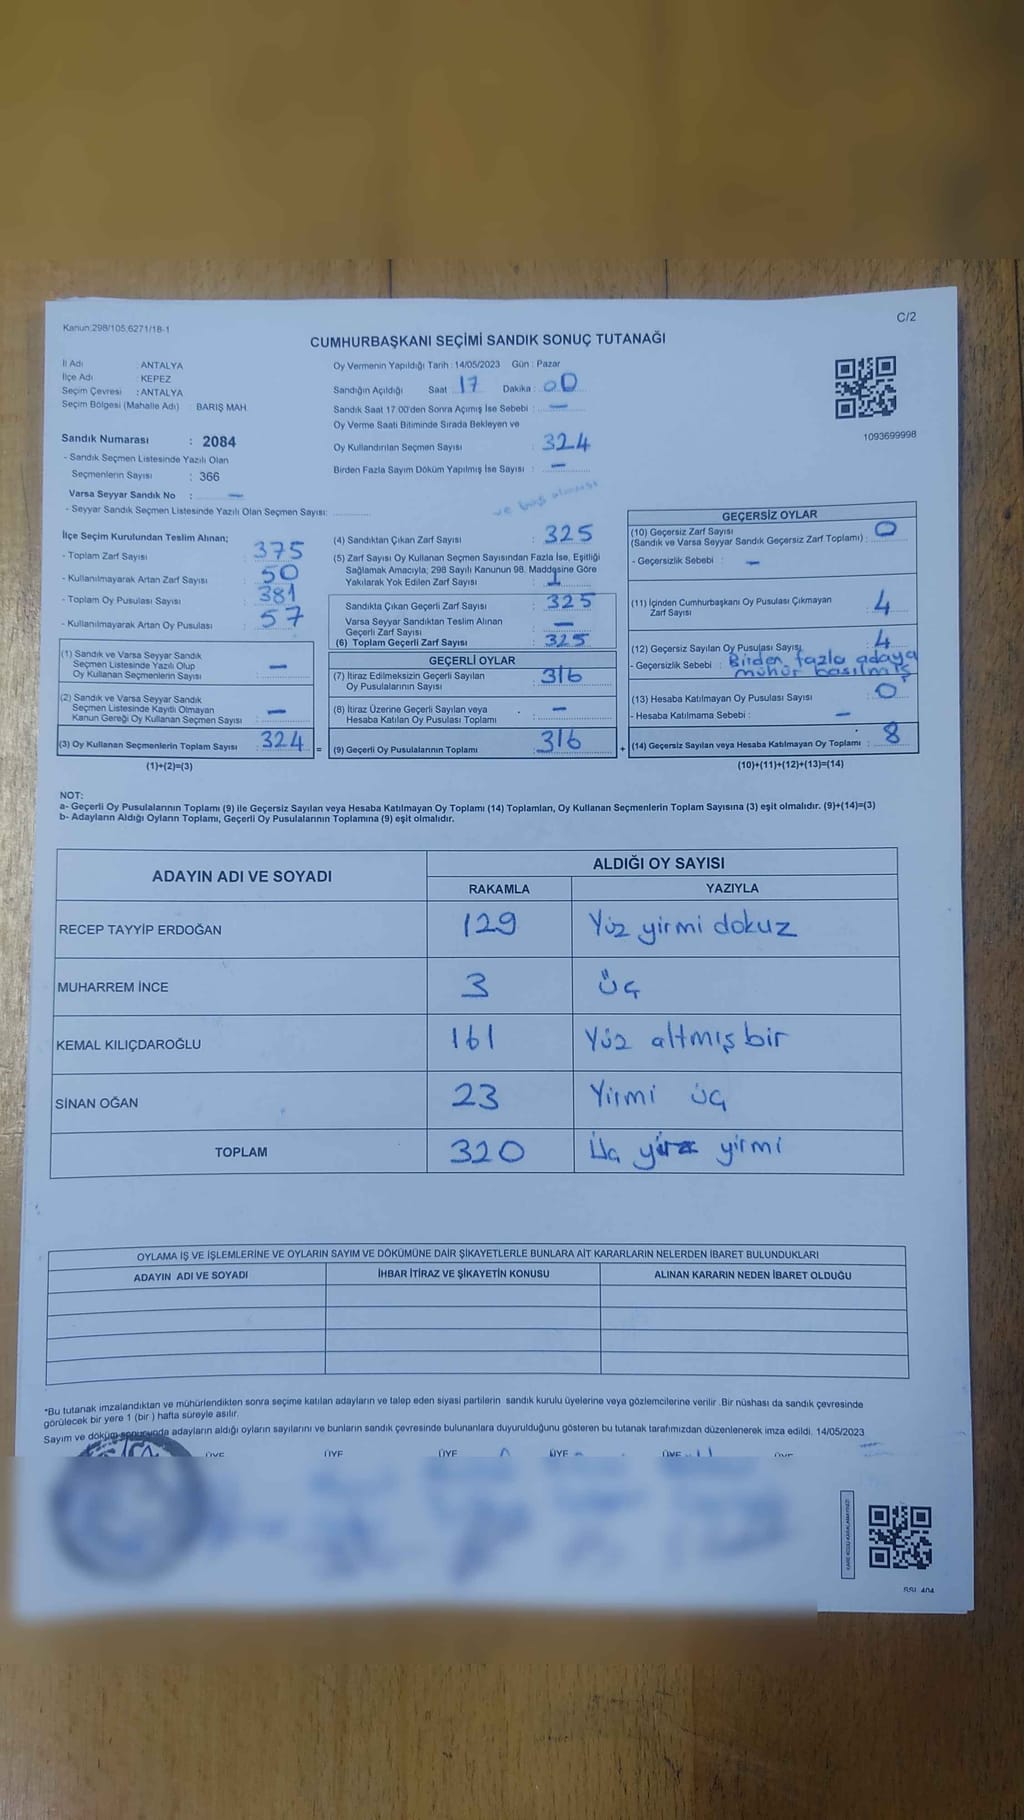 Kanun:298/105,6271/18-1
C/2
CUMHURBAŞKANI SEÇİMİ SANDIK SONUÇ TUTANAĞI
İl Adı ANTALYA
İlçe Adı : KEPEZ
Seçim Çevresi : ANTALYA
Seçim Bölgesi (Mahalle Adı) BARIŞ MAH
Sandık Numarası : 2084
- Sandık Seçmen Listesinde Yazılı Olan
Seçmenlerin Sayısı : 366
Varsa Seyyar Sandık No : —
- Seyyar Sandık Seçmen Listesinde Yazılı Olan Seçmen Sayısı:
Oy Vermenin Yapıldığı Tarih : 14/05/2023 Gün : Pazar
Sandığın Açıldığı Saat : 17 Dakika : 00
Sandık Saat 17:00'den Sonra Açımış İse Sebebi : —
Oy Verme Saati Bitiminde Sırada Bekleyen ve
Oy Kullandırılan Seçmen Sayısı : 324
Birden Fazla Sayım Döküm Yapılmış İse Sayısı : —
1093699998
ve boş olması
İlçe Seçim Kurulundan Teslim Alınan;
- Toplam Zarf Sayısı : 375
- Kullanılmayarak Artan Zarf Sayısı : 50
- Toplam Oy Pusulası Sayısı : 381
- Kullanılmayarak Artan Oy Pusulası : 57
(1) Sandık ve Varsa Seyyar Sandık
Seçmen Listesinde Yazılı Olup
Oy Kullanan Seçmenlerin Sayısı : —
(2) Sandık ve Varsa Seyyar Sandık
Seçmen Listesinde Kayıtlı Olmayan
Kanun Gereği Oy Kullanan Seçmen Sayısı : —
(3) Oy Kullanan Seçmenlerin Toplam Sayısı : 324 =
(1)+(2)=(3)
(4) Sandıktan Çıkan Zarf Sayısı : 325
(5) Zarf Sayısı Oy Kullanan Seçmen Sayısından Fazla İse, Eşitliği
Sağlamak Amacıyla; 298 Sayılı Kanunun 98. Maddesine Göre
Yakılarak Yok Edilen Zarf Sayısı : 1
Sandıkta Çıkan Geçerli Zarf Sayısı : 325
Varsa Seyyar Sandıktan Teslim Alınan
Geçerli Zarf Sayısı : —
(6) Toplam Geçerli Zarf Sayısı : 325
GEÇERLİ OYLAR
(7) İtiraz Edilmeksizin Geçerli Sayılan
Oy Pusulalarının Sayısı : 316
(8) İtiraz Üzerine Geçerli Sayılan veya
Hesaba Katılan Oy Pusulası Toplamı : —
(9) Geçerli Oy Pusulalarının Toplamı : 316 +
GEÇERSİZ OYLAR
(10) Geçersiz Zarf Sayısı
(Sandık ve Varsa Seyyar Sandık Geçersiz Zarf Toplamı) : 0
- Geçersizlik Sebebi : —
(11) İçinden Cumhurbaşkanı Oy Pusulası Çıkmayan
Zarf Sayısı : 4
(12) Geçersiz Sayılan Oy Pusulası Sayısı : 4
- Geçersizlik Sebebi : Birden fazla adaya
mühür basılmış
(13) Hesaba Katılmayan Oy Pusulası Sayısı : 0
- Hesaba Katılmama Sebebi : —
(14) Geçersiz Sayılan veya Hesaba Katılmayan Oy Toplamı : 8
(10)+(11)+(12)+(13)=(14)
NOT:
a- Geçerli Oy Pusulalarının Toplamı (9) ile Geçersiz Sayılan veya Hesaba Katılmayan Oy Toplamı (14) Toplamları, Oy Kullanan Seçmenlerin Toplam Sayısına (3) eşit olmalıdır. (9)+(14)=(3)
b- Adayların Aldığı Oyların Toplamı, Geçerli Oy Pusulalarının Toplamına (9) eşit olmalıdır.
ADAYIN ADI VE SOYADI ALDIĞI OY SAYISI
RAKAMLA YAZIYLA
RECEP TAYYİP ERDOĞAN 129 Yüz yirmi dokuz
MUHARREM İNCE 3 Üç
KEMAL KILIÇDAROĞLU 161 Yüz altmış bir
SİNAN OĞAN 23 Yirmi üç
TOPLAM 320 Üç yüz yirmi
OYLAMA İŞ VE İŞLEMLERİNE VE OYLARIN SAYIM VE DÖKÜMÜNE DAİR ŞİKAYETLERLE BUNLARA AİT KARARLARIN NELERDEN İBARET BULUNDUKLARI
ADAYIN ADI VE SOYADI İHBAR İTİRAZ VE ŞİKAYETİN KONUSU ALINAN KARARIN NEDEN İBARET OLDUĞU
*Bu tutanak imzalandıktan ve mühürlendikten sonra seçime katılan adayların ve talep eden siyasi partilerin sandık kurulu üyelerine veya gözlemcilerine verilir. Bir nüshası da sandık çevresinde
görülecek bir yere 1 (bir) hafta süreyle asılır.
Sayım ve döküm sonucunda adayların aldığı oyların sayılarını ve bunların sandık çevresinde bulunanlara duyurulduğunu gösteren bu tutanak tarafımızdan düzenlenerek imza edildi. 14/05/2023
ÜYE ÜYE ÜYE ÜYE ÜYE ÜYE